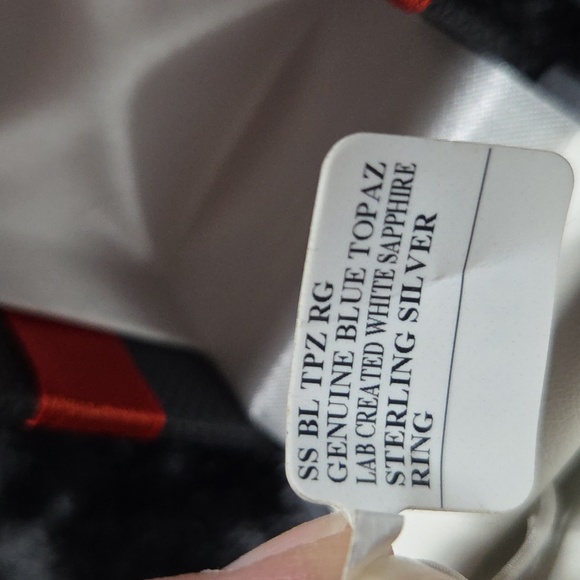 SS BL TPZ RG
GENUINE BLUE TOPAZ
LAB CREATED WHITE SAPPHIRE
STERLING SILVER
RING